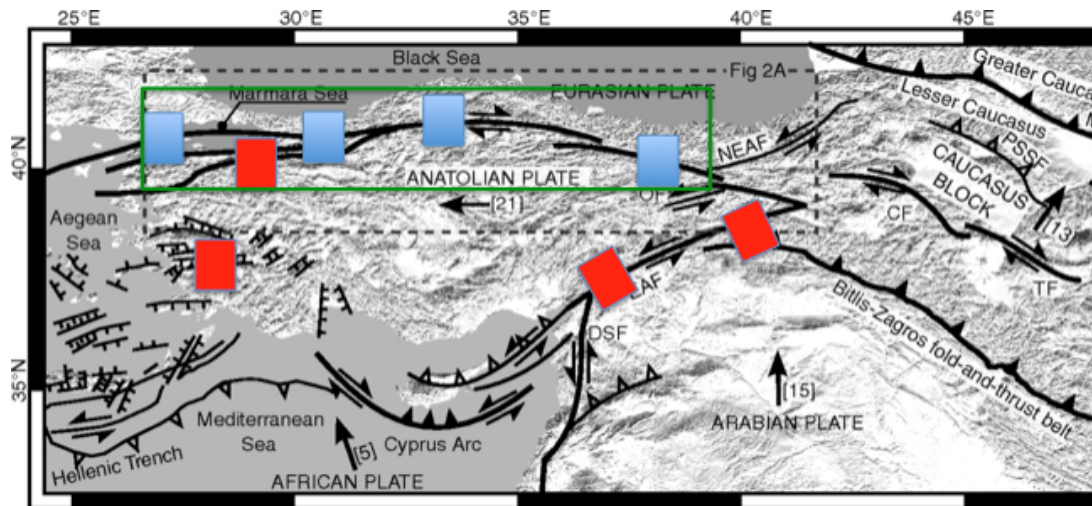 25°E 30°E 35°E 40°E 45°E
Black Sea
Fig 2A
Greater Cauca
Marmara Sea
EURASIAN PLATE
Lesser Caucasus
40°N
NEAF
PSSF
ANATOLIAN PLATE
CAUCASUS
BLOCK
OF
[21]
CF
[13]
Aegean
Sea
EAF
TF
Bitlis-Zagros fold-and-thrust belt
DSF
35°N
[15]
Mediterranean
Sea
ARABIAN PLATE
Cyprus Arc
[5]
Hellenic Trench
AFRICAN PLATE